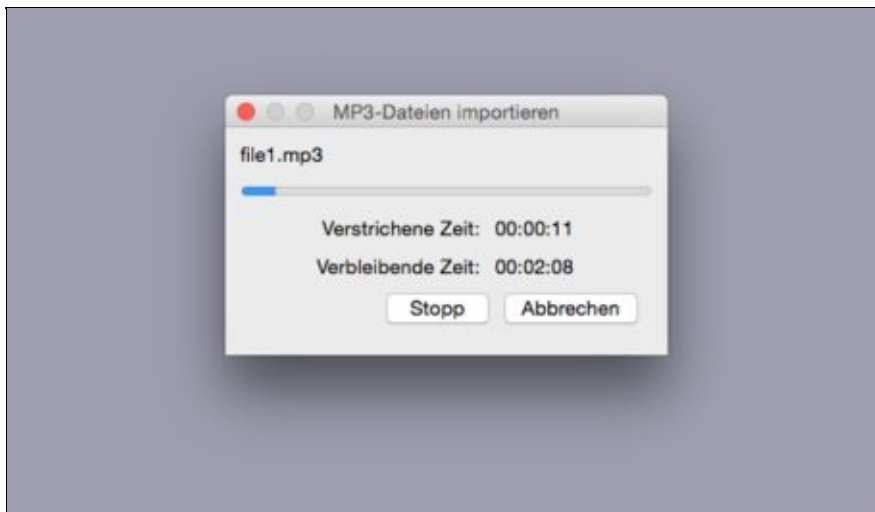 MP3-Dateien importieren
file1.mp3
Verstrichene Zeit: 00:00:11
Verbleibende Zeit: 00:02:08
Stopp Abbrechen